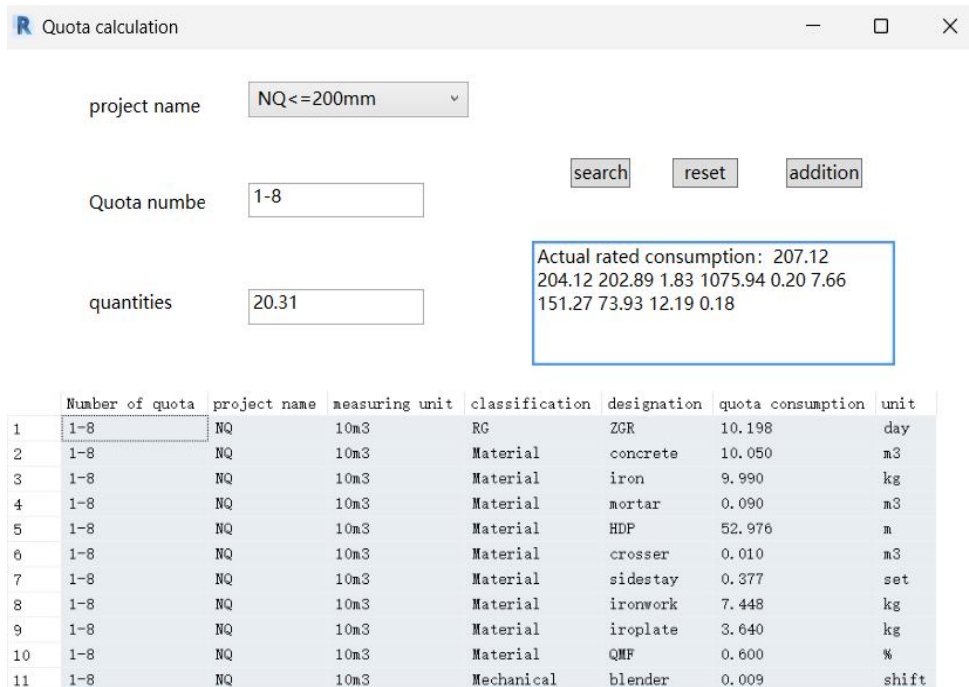 Quota calculation
project name NQ<=200mm
search reset addition
Quota numbe 1-8
Actual rated consumption: 207.12
204.12 202.89 1.83 1075.94 0.20 7.66
151.27 73.93 12.19 0.18
quantities 20.31
Number of quota project name measuring unit classification designation quota consumption unit
1 1-8 NQ 10m3 RG ZGR 10.198 day
2 1-8 NQ 10m3 Material concrete 10.050 m3
3 1-8 NQ 10m3 Material iron 9.990 kg
4 1-8 NQ 10m3 Material mortar 0.090 m3
5 1-8 NQ 10m3 Material HDP 52.976 m
6 1-8 NQ 10m3 Material crosser 0.010 m3
7 1-8 NQ 10m3 Material sidestay 0.377 set
8 1-8 NQ 10m3 Material ironwork 7.448 kg
9 1-8 NQ 10m3 Material iroplate 3.640 kg
10 1-8 NQ 10m3 Material QMF 0.600 %
11 1-8 NQ 10m3 Mechanical blender 0.009 shift